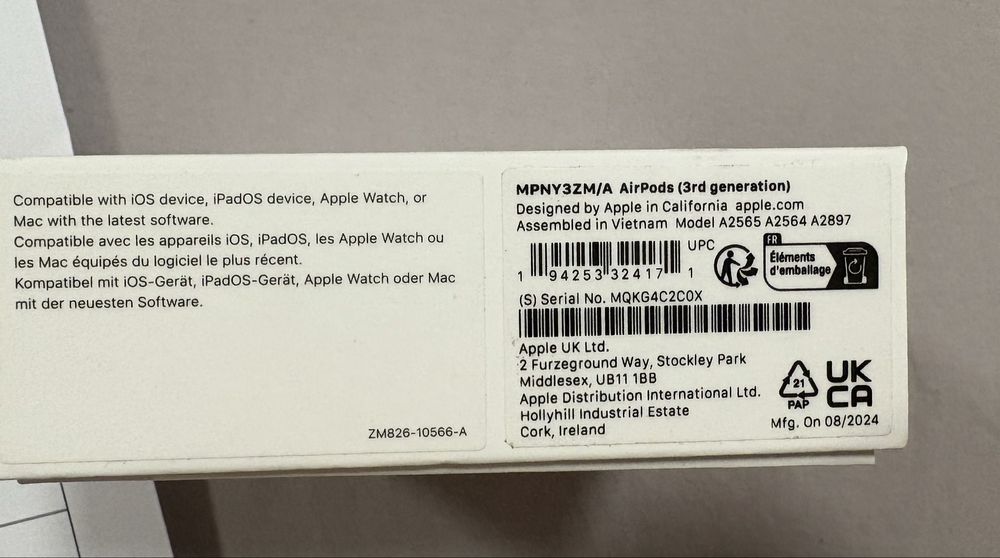 Compatible with iOS device, iPadOS device, Apple Watch, or
Mac with the latest software.
Compatible avec les appareils iOS, iPadOS, les Apple Watch ou
les Mac équipés du logiciel le plus récent.
Kompatibel mit iOS-Gerät, iPadOS-Gerät, Apple Watch oder Mac
mit der neuesten Software.
ZM826-10566-A
MPNY3ZM/A AirPods (3rd generation)
Designed by Apple in California apple.com
Assembled in Vietnam Model A2565 A2564 A2897
UPC
1 94253 32417 1
FR
Éléments
d'emballage
(S) Serial No. MQKG4C2C0X
Apple UK Ltd.
2 Furzeground Way, Stockley Park
Middlesex, UB11 1BB
Apple Distribution International Ltd.
Hollyhill Industrial Estate
Cork, Ireland
21
PAP
UK
CA
Mfg. On 08/2024